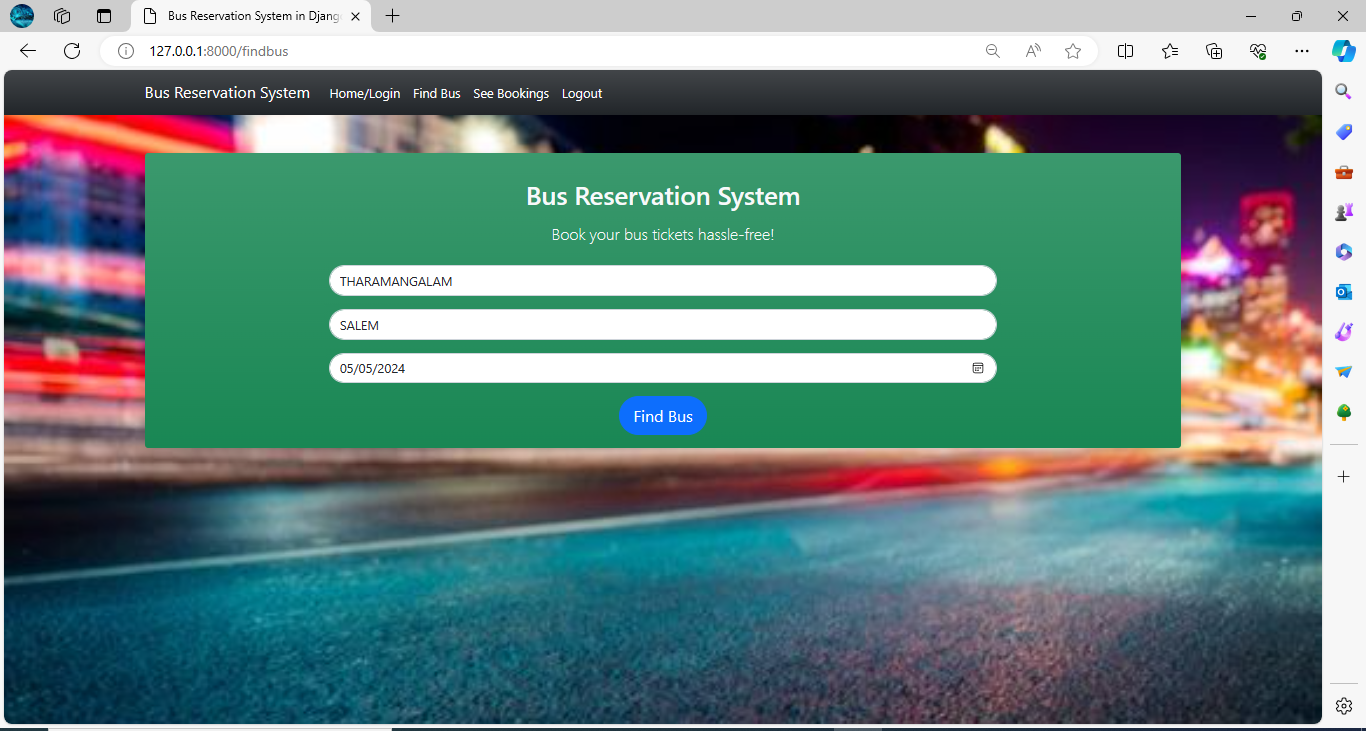 Bus Reservation System in Djang
127.0.0.1:8000/findbus
Bus Reservation System Home/Login Find Bus See Bookings Logout
Bus Reservation System
Book your bus tickets hassle-free!
THARAMANGALAM
SALEM
05/05/2024
Find Bus